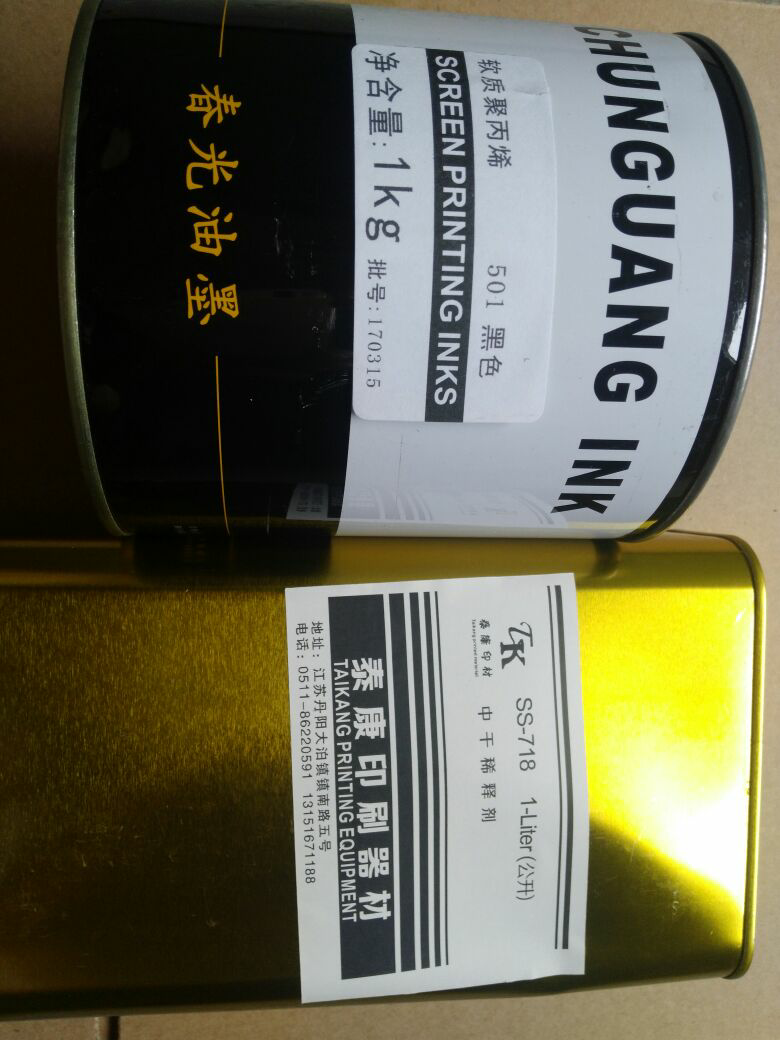 CHUNGUANG INK
软质聚丙烯 501 黑色
SCREEN PRINTING INKS
净含量: 1kg 批号:170315
春光油墨
TK SS-718 1-Liter(公升)
泰康印材 中干稀释剂
泰康印刷器材
TAIKANG PRINTING EQUIPMENT
地址：江苏丹阳大泊镇镇南路五号
电话：0511-86220591 13151671188